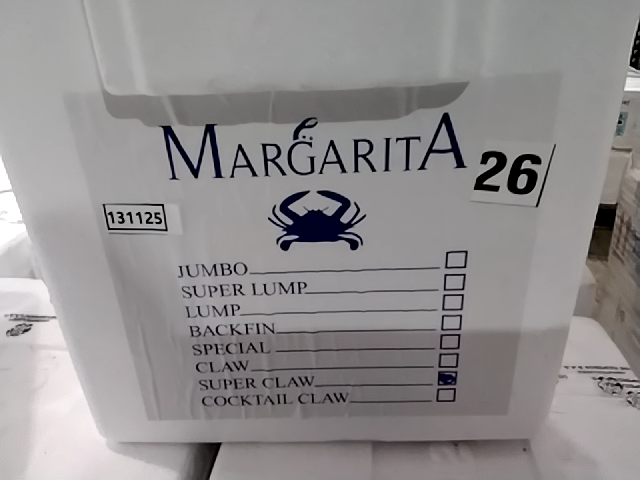 MARGARITA
26
131125
JUMBO
SUPER LUMP
LUMP
BACKFIN
SPECIAL
CLAW
SUPER CLAW
COCKTAIL CLAW